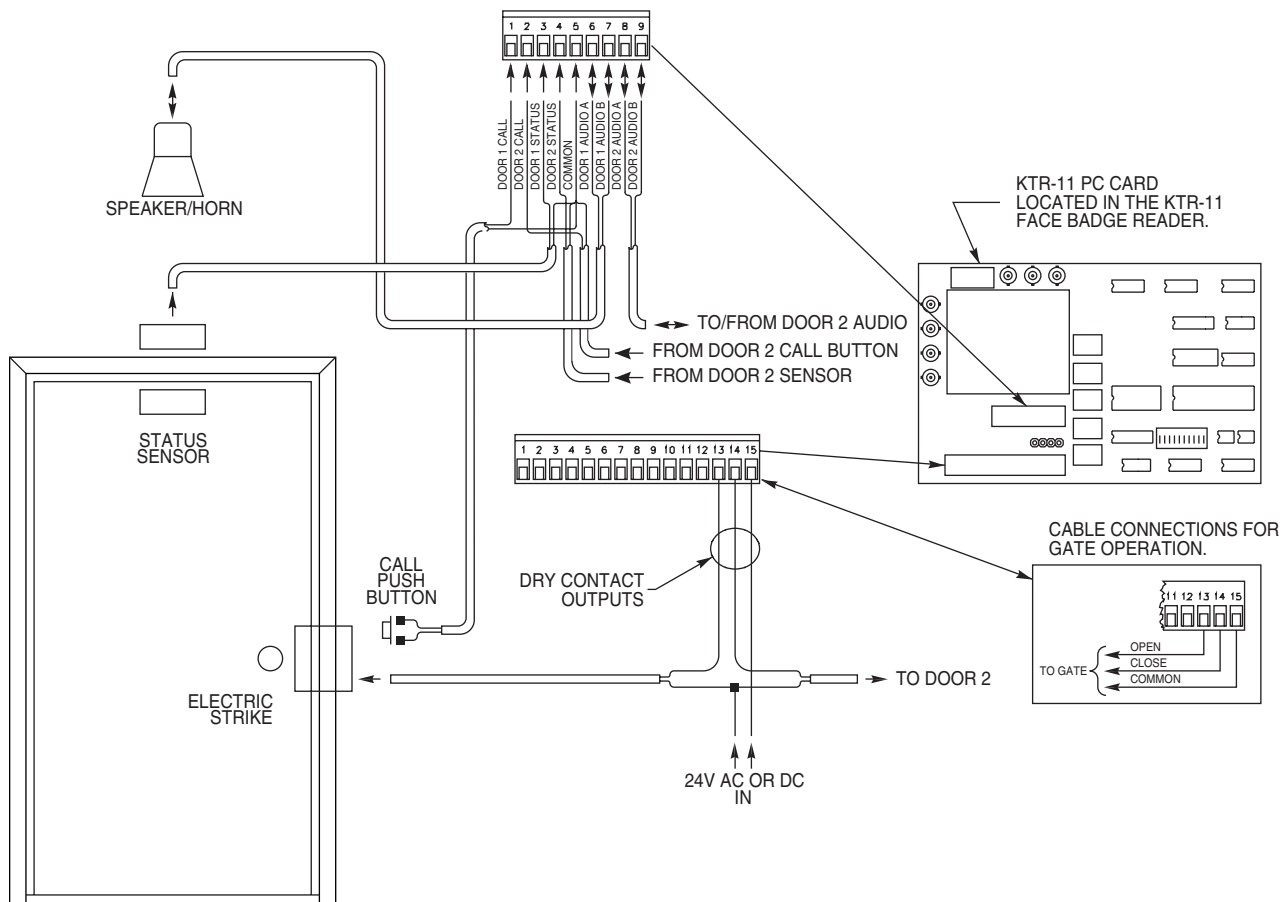 1 2 3 4 5 6 7 8 9
DOOR 1 CALL
DOOR 2 CALL
DOOR 1 STATUS
DOOR 2 STATUS
COMMON
DOOR 1 AUDIO A
DOOR 1 AUDIO B
DOOR 2 AUDIO A
DOOR 2 AUDIO B
SPEAKER/HORN
KTR-11 PC CARD
LOCATED IN THE KTR-11
FACE BADGE READER.
TO/FROM DOOR 2 AUDIO
FROM DOOR 2 CALL BUTTON
FROM DOOR 2 SENSOR
STATUS
SENSOR
1 2 3 4 5 6 7 8 9 10 11 12 13 14 15
CABLE CONNECTIONS FOR
GATE OPERATION.
CALL
PUSH
BUTTON
DRY CONTACT
OUTPUTS
11 12 13 14 15
OPEN
CLOSE
COMMON
TO GATE
TO DOOR 2
ELECTRIC
STRIKE
24V AC OR DC
IN